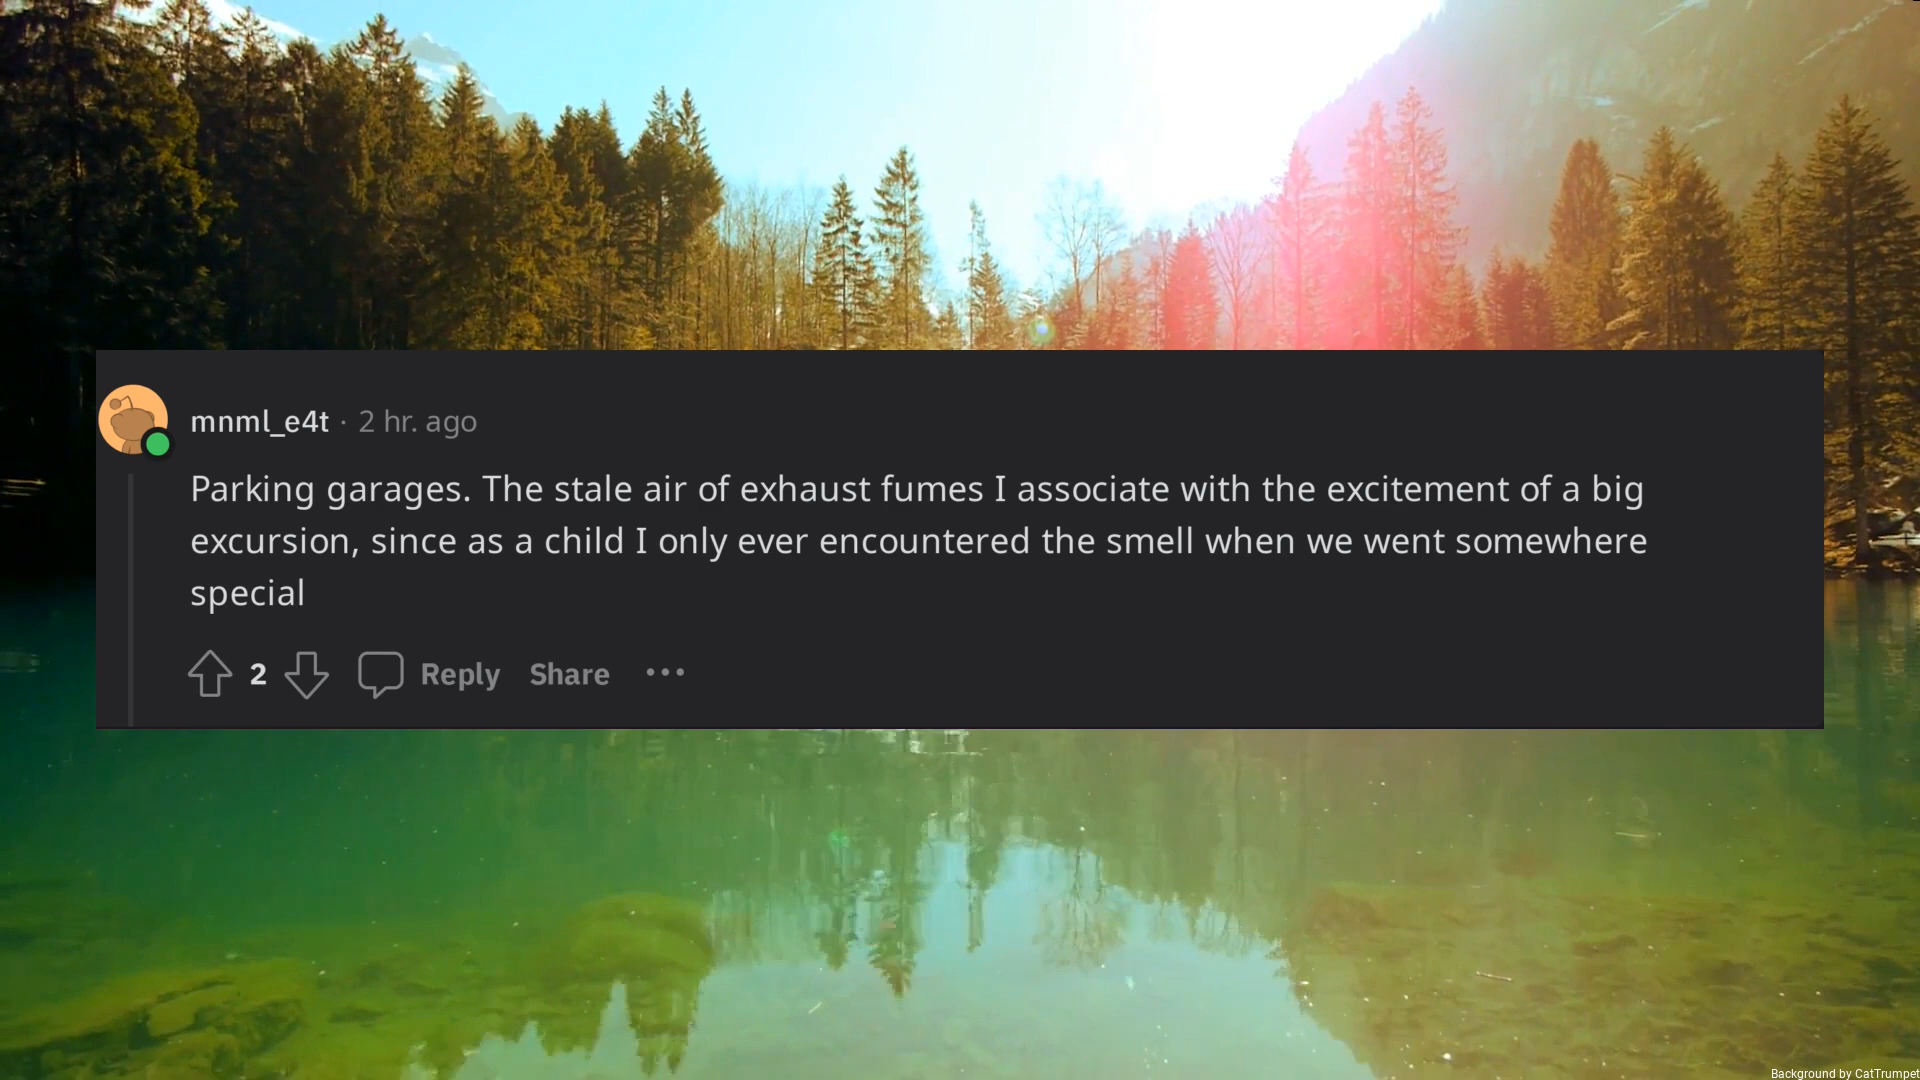 mnml_e4t · 2 hr. ago
Parking garages. The stale air of exhaust fumes I associate with the excitement of a big
excursion, since as a child I only ever encountered the smell when we went somewhere
special
2 Reply Share ···
Background by CatTrumpet